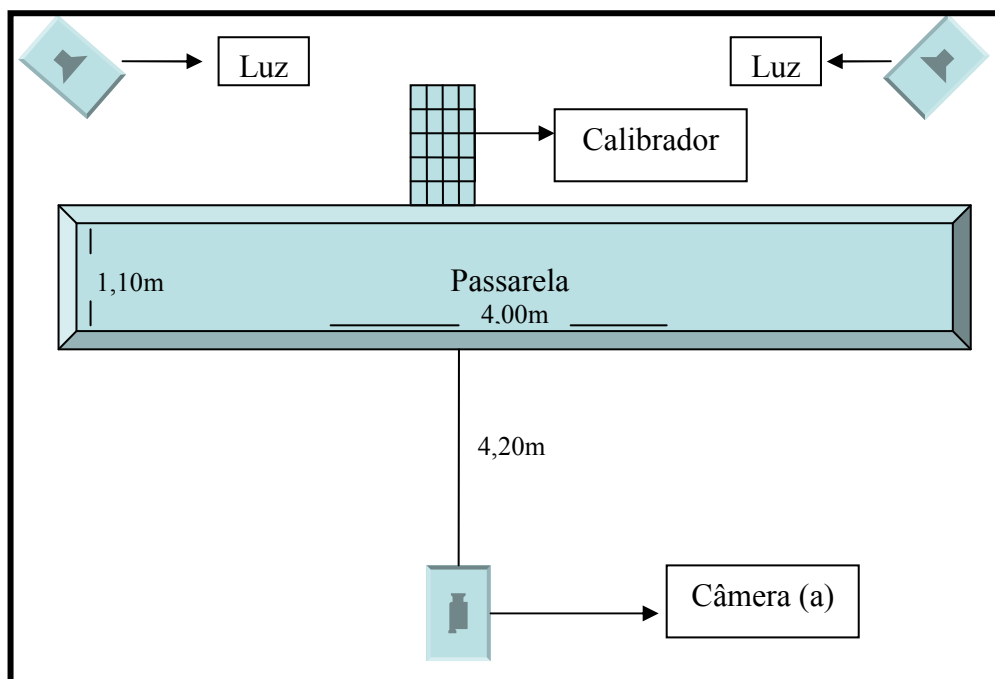 Luz
Luz
Calibrador
1,10m
Passarela
4,00m
4,20m
Câmera (a)